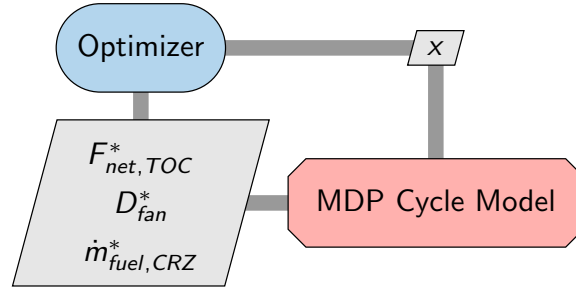 Optimizer
x
F*net,TOC
D*fan
ṁ*fuel,CRZ
MDP Cycle Model